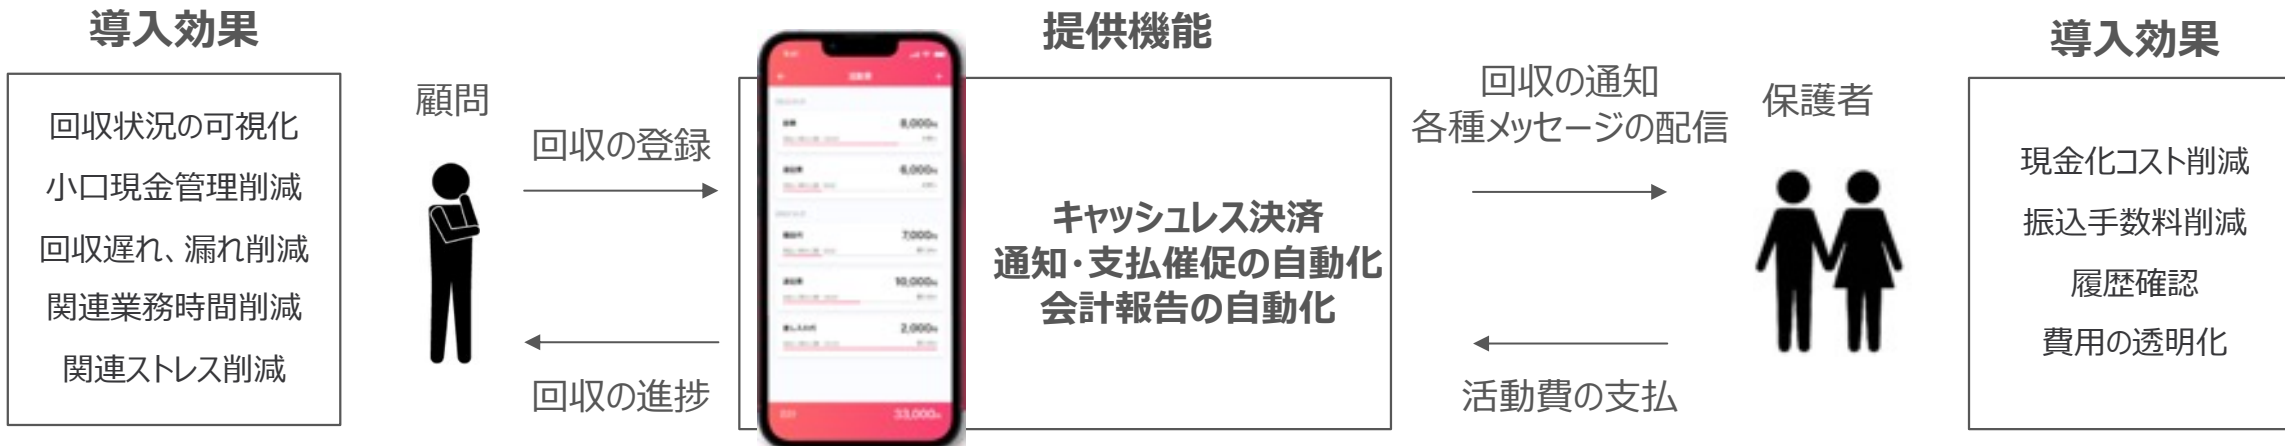 導入効果
回収状況の可視化
小口現金管理削減
回収遅れ、漏れ削減
関連業務時間削減
関連ストレス削減
顧問
回収の登録
回収の進捗
提供機能
活動費
8,000
6,000
7,000
10,000
2,000
33,000
キャッシュレス決済
通知・支払催促の自動化
会計報告の自動化
回収の通知
各種メッセージの配信
活動費の支払
保護者
導入効果
現金化コスト削減
振込手数料削減
履歴確認
費用の透明化